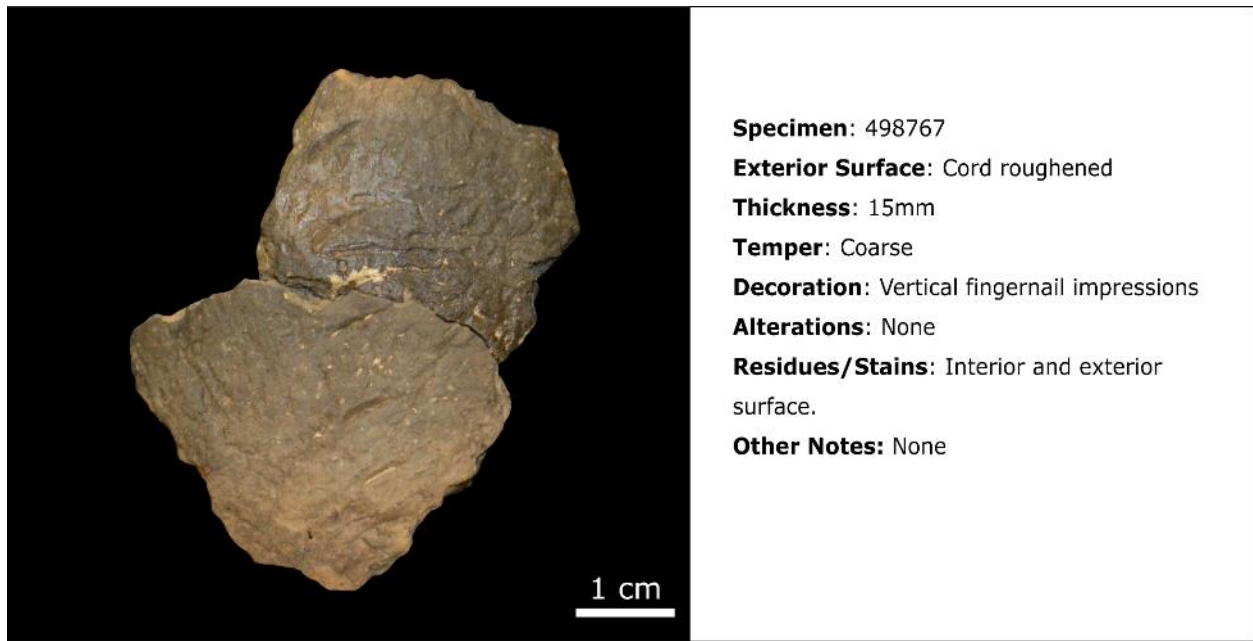 Specimen: 498767
Exterior Surface: Cord roughened
Thickness: 15mm
Temper: Coarse
Decoration: Vertical fingernail impressions
Alterations: None
Residues/Stains: Interior and exterior
surface.
Other Notes: None
1 cm